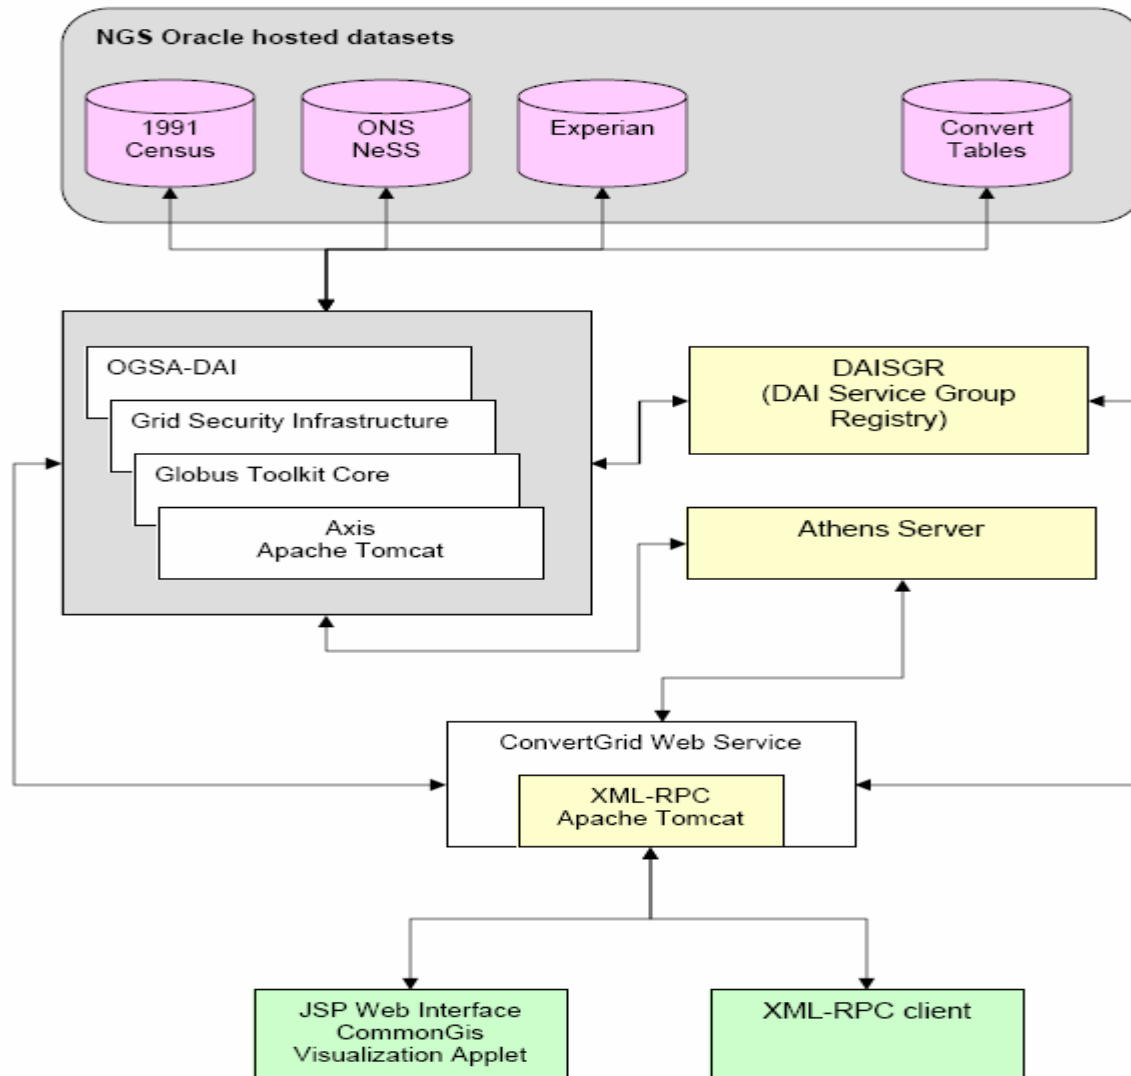 NGS Oracle hosted datasets
1991
Census
ONS
NeSS
Experian
Convert
Tables
OGSA-DAI
Grid Security Infrastructure
Globus Toolkit Core
Axis
Apache Tomcat
DAISGR
(DAI Service Group
Registry)
Athens Server
ConvertGrid Web Service
XML-RPC
Apache Tomcat
JSP Web Interface
CommonGis
Visualization Applet
XML-RPC client